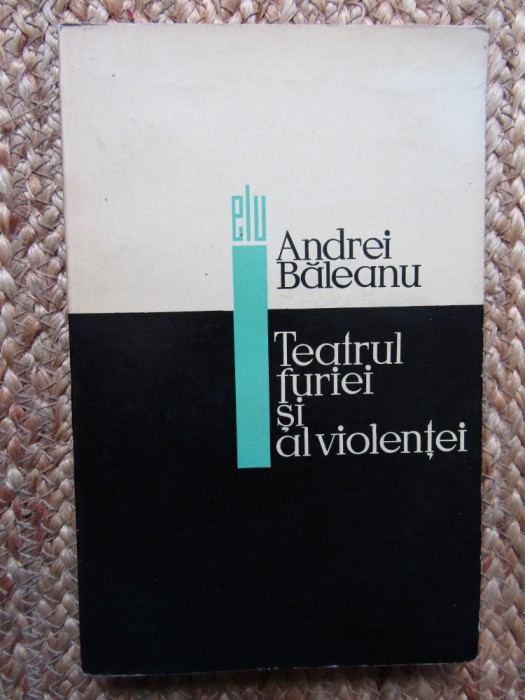 elu
Andrei
Băleanu
Teatrul
furiei
și
al violenței